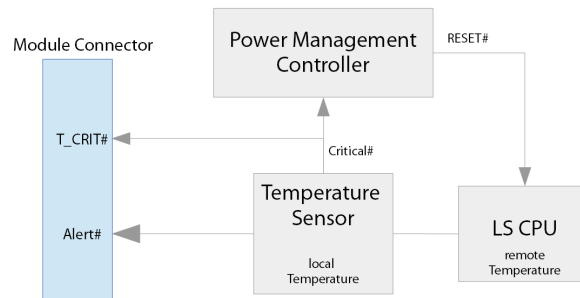 Module Connector
Power Management
Controller
RESET#
T_CRIT#
Critical#
Temperature
Sensor
local
Temperature
Alert#
LS CPU
remote
Temperature